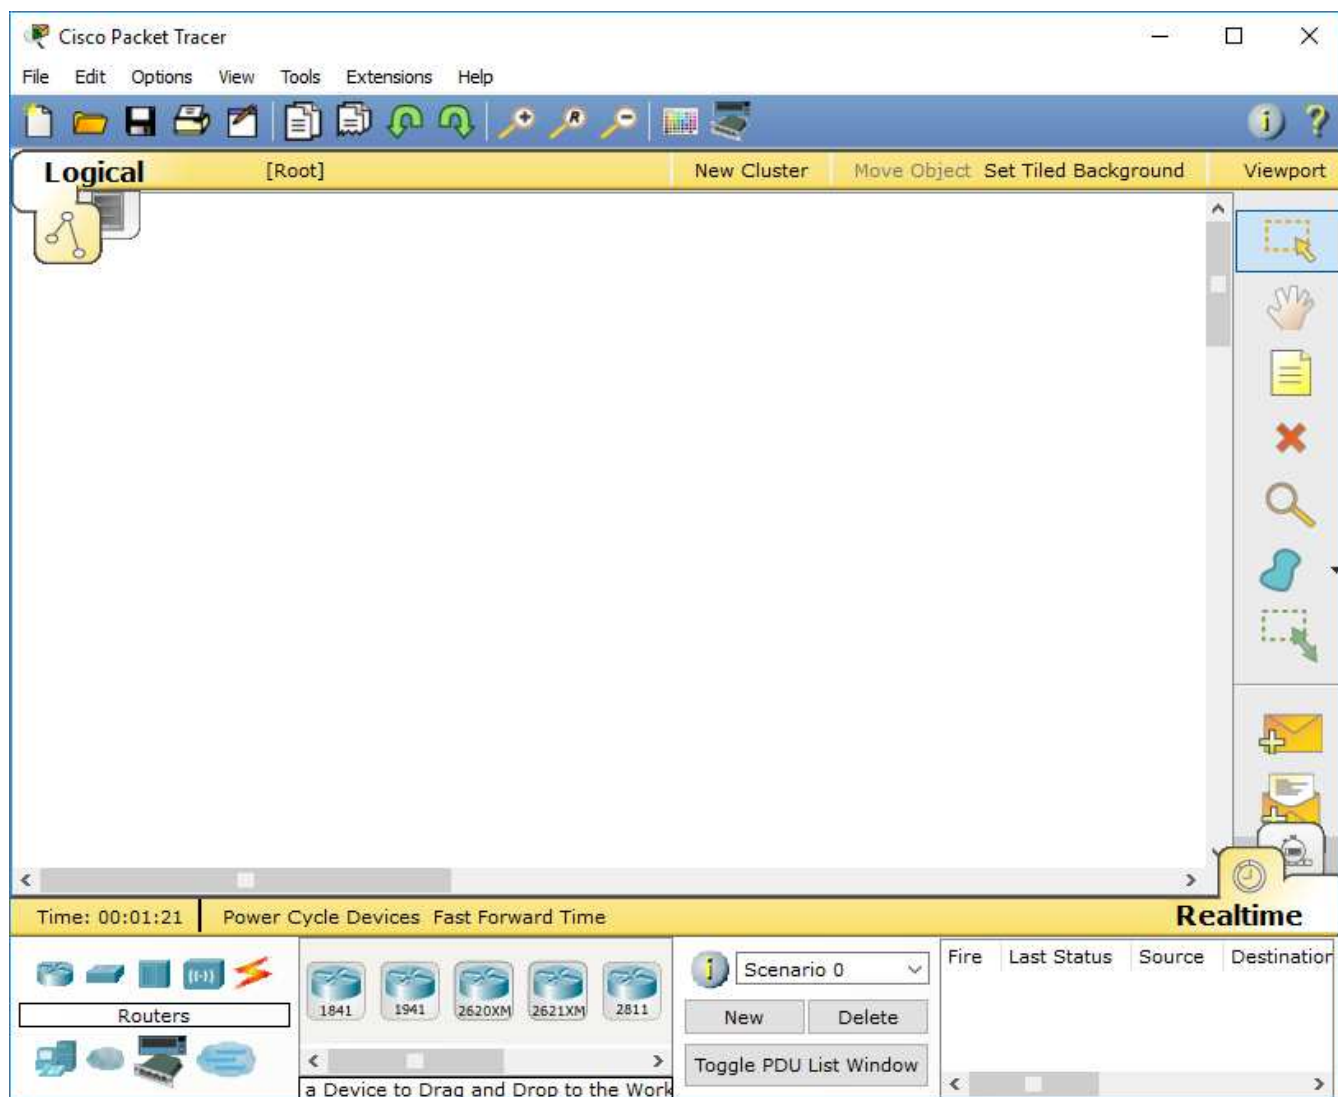 Cisco Packet Tracer
File Edit Options View Tools Extensions Help
R
i ?
Logical [Root] New Cluster Move Object Set Tiled Background Viewport
Time: 00:01:21 Power Cycle Devices Fast Forward Time Realtime
Routers
1841 1941 2620XM 2621XM 2811
a Device to Drag and Drop to the Work
i Scenario 0
New Delete
Toggle PDU List Window
Fire Last Status Source Destination